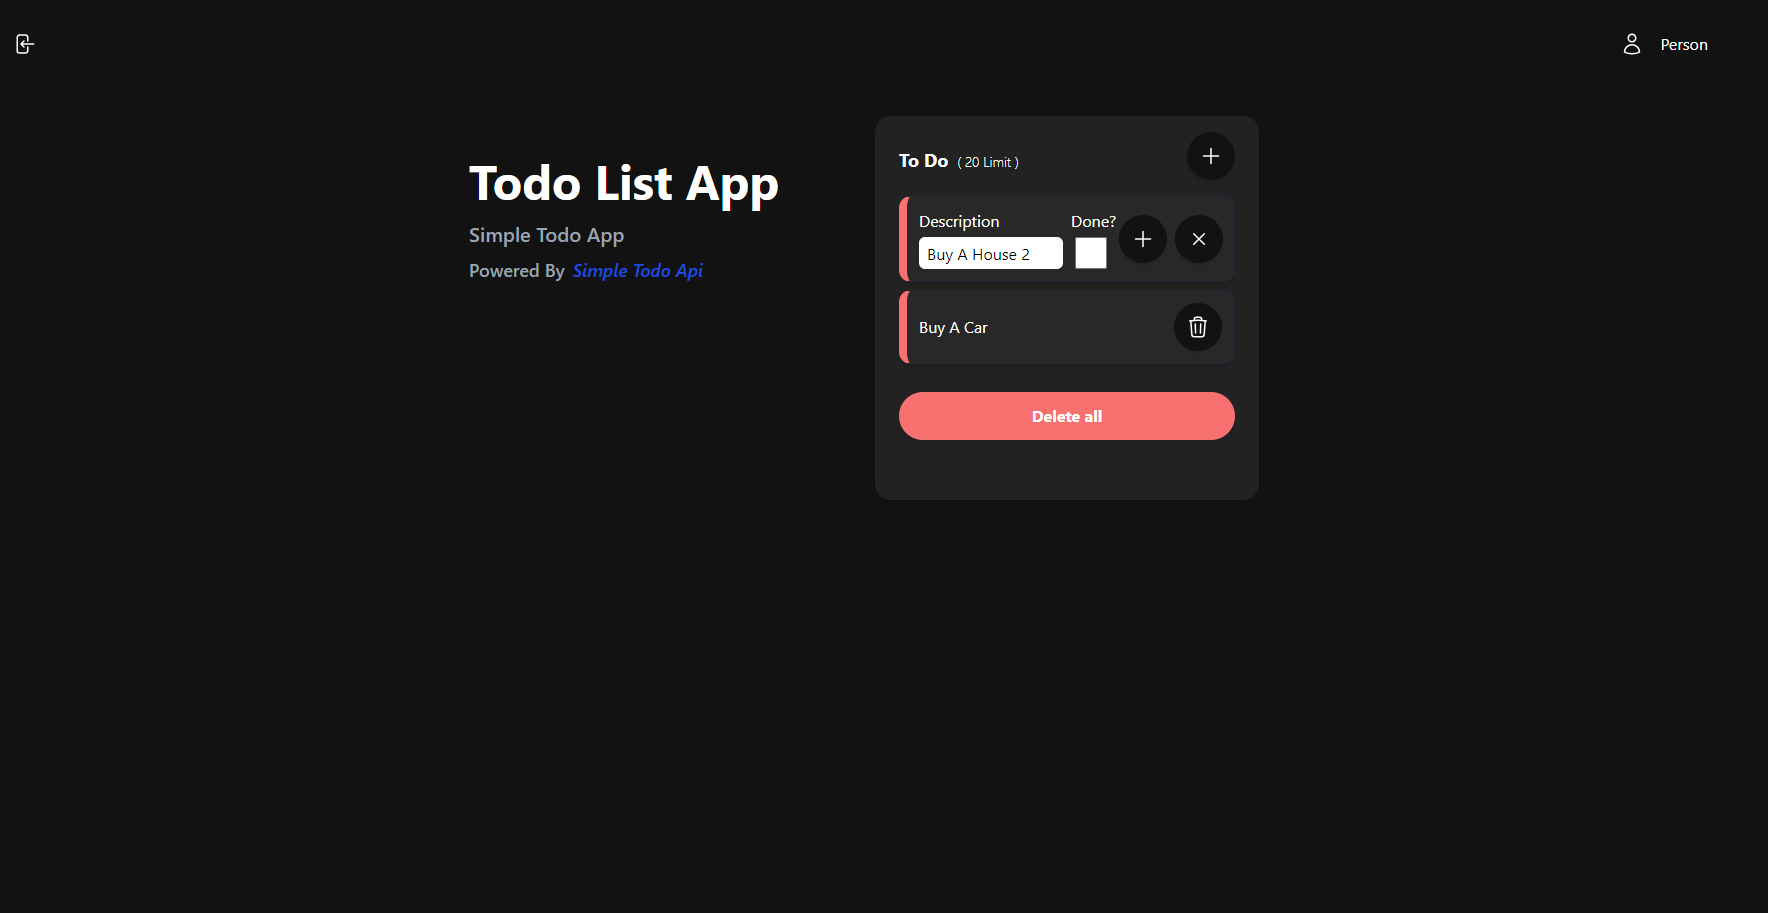 Person
Todo List App
Simple Todo App
Powered By Simple Todo Api
To Do ( 20 Limit )
Description Done?
Buy A House 2
Buy A Car
Delete all